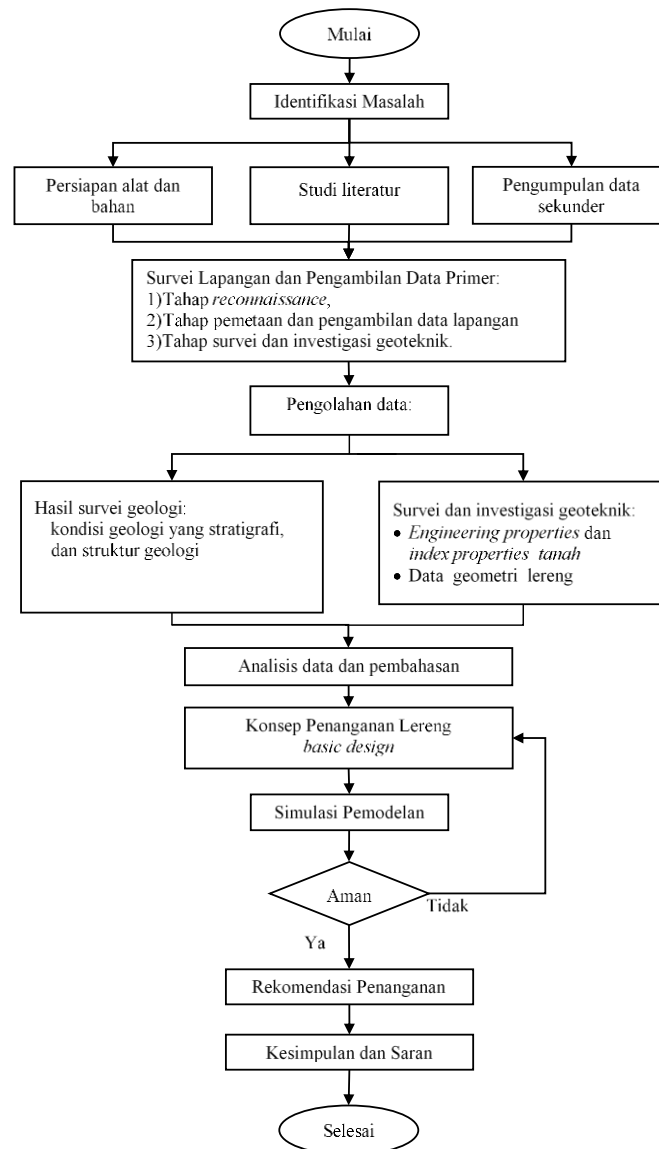 Mulai
Identifikasi Masalah
Persiapan alat dan
bahan
Studi literatur
Pengumpulan data
sekunder
Survei Lapangan dan Pengambilan Data Primer:
1)Tahap reconnaissance,
2)Tahap pemetaan dan pengambilan data lapangan
3)Tahap survei dan investigasi geoteknik.
Pengolahan data:
Hasil survei geologi:
kondisi geologi yang stratigrafi,
dan struktur geologi
Survei dan investigasi geoteknik:
• Engineering properties dan
index properties tanah
• Data geometri lereng
Analisis data dan pembahasan
Konsep Penanganan Lereng
basic design
Simulasi Pemodelan
Aman
Tidak
Ya
Rekomendasi Penanganan
Kesimpulan dan Saran
Selesai